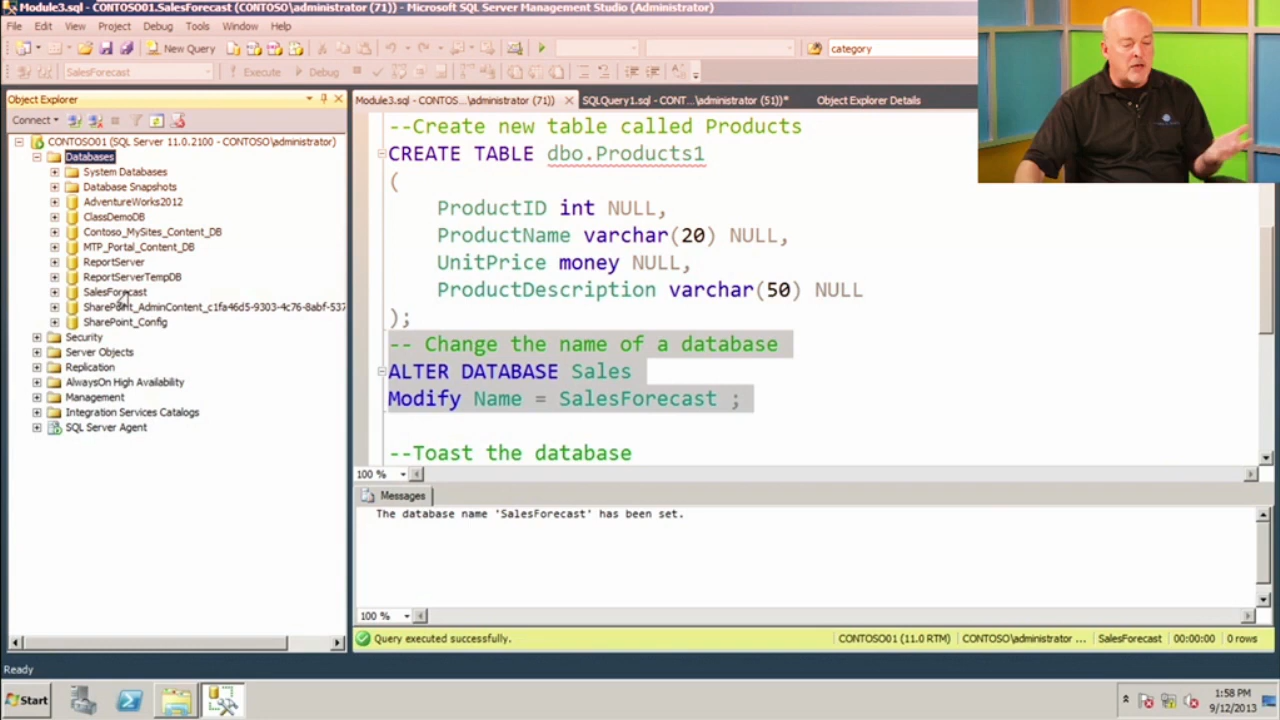 Module3.sql - CONTOSO01.SalesForecast (CONTOSO\administrator (71)) - Microsoft SQL Server Management Studio (Administrator)
File Edit View Project Debug Tools Window Help
New Query category
SalesForecast Execute Debug
Object Explorer
Module3.sql - CONTOS...\administrator (71)) SQLQuery1.sql - CONT...\administrator (51))* Object Explorer Details
Connect
CONTOSO01 (SQL Server 11.0.2100 - CONTOSO\administrator)
Databases
System Databases
Database Snapshots
AdventureWorks2012
ClassDemoDB
Contoso_MySites_Content_DB
MTP_Portal_Content_DB
ReportServer
ReportServerTempDB
SalesForecast
SharePoint_AdminContent_c1fa46d5-9303-4c76-8abf-537
SharePoint_Config
Security
Server Objects
Replication
AlwaysOn High Availability
Management
Integration Services Catalogs
SQL Server Agent
--Create new table called Products
CREATE TABLE dbo.Products1
(
ProductID int NULL,
ProductName varchar(20) NULL,
UnitPrice money NULL,
ProductDescription varchar(50) NULL
);
-- Change the name of a database
ALTER DATABASE Sales
Modify Name = SalesForecast ;
--Toast the database
100 %
Messages
The database name 'SalesForecast' has been set.
100 %
Query executed successfully. CONTOSO01 (11.0 RTM) CONTOSO\administrator ... SalesForecast 00:00:00 0 rows
Ready
Start 1:58 PM
9/12/2013